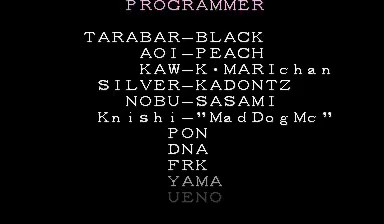 PROGRAMMER
TARABAR-BLACK
AOI-PEACH
KAW-K·MARIchan
SILVER-KADONTZ
NOBU-SASAMI
Knishi-"MadDogMc"
PON
DNA
FRK
YAMA
UENO